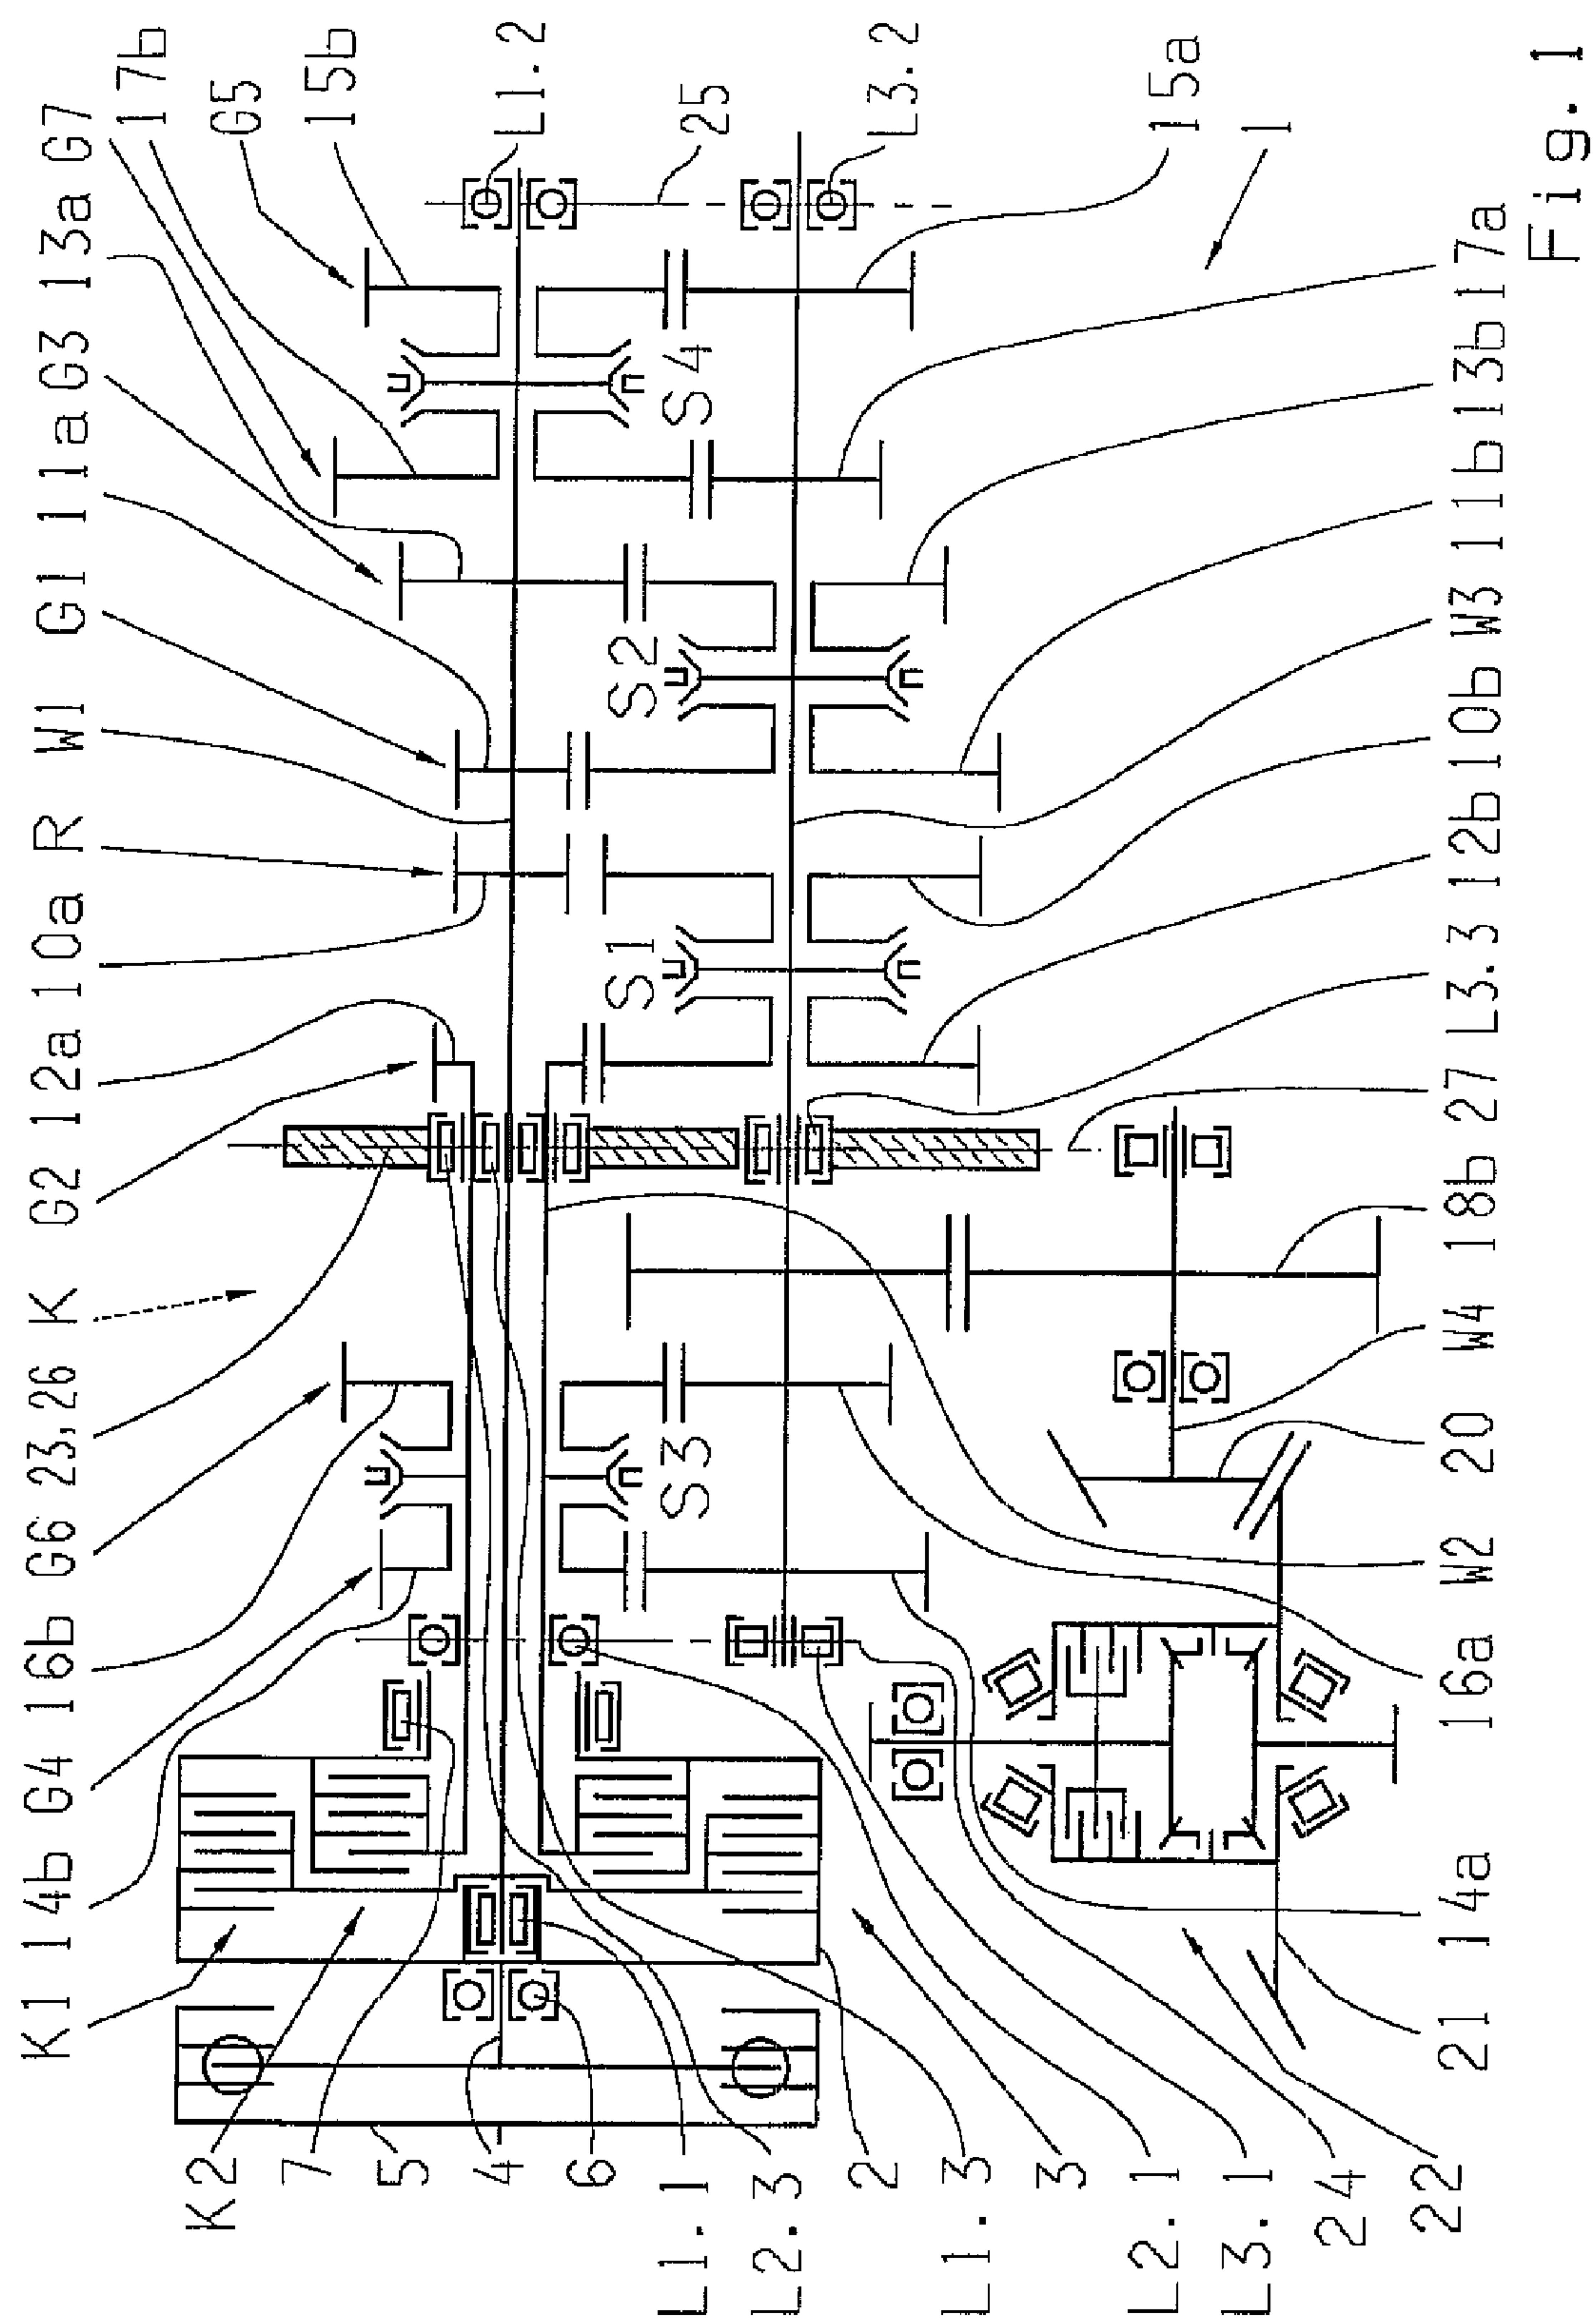 K1 14b G4 16b G6 23,26 K G2 12a 10a R W1 G1 11a G3 13a G7
17b
G5
15b
L1.2
25
L3.2
15a
1
S3
S1
S2
S4
K2
7
5
4
6
L1.1
L2.3
2
L1.3
3
L2.1
L3.1
24
22
21 14a 16a W2 20 W4 18b 27 L3.3 12b 10b W3 11b 13b 17a
Fig. 1